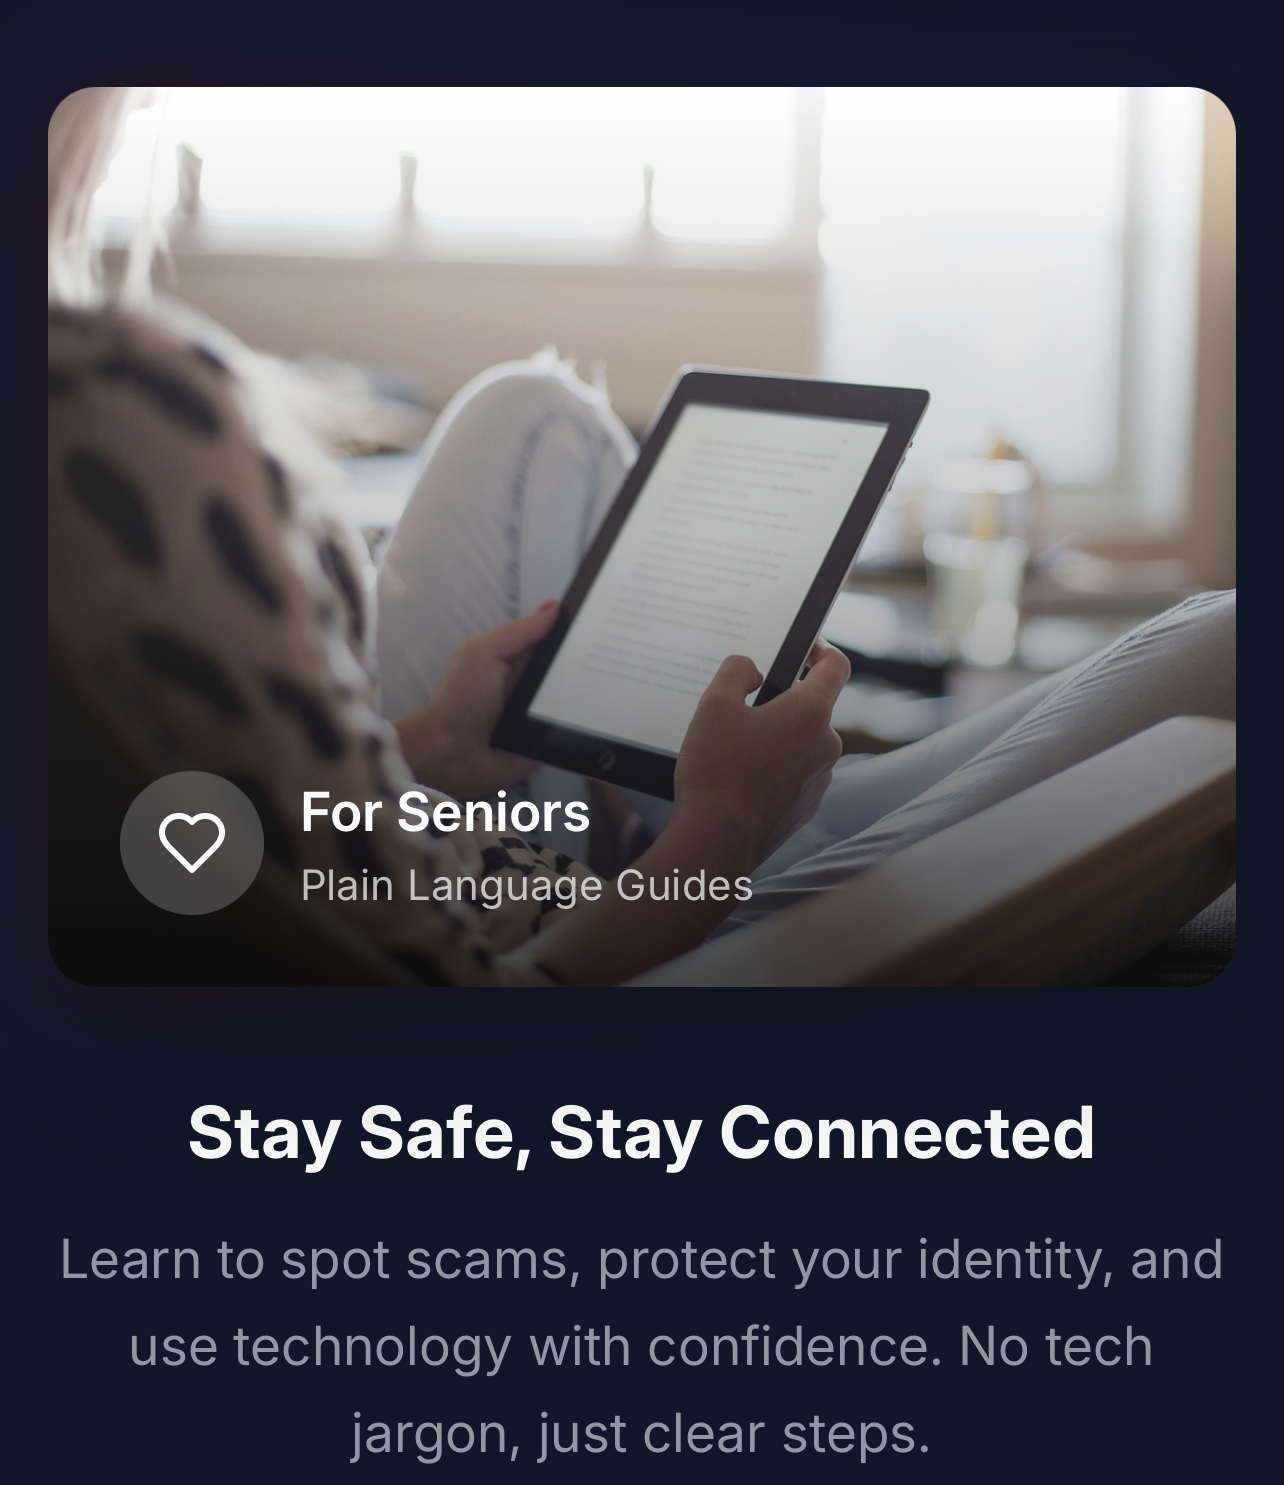 For Seniors
Plain Language Guides
Stay Safe, Stay Connected
Learn to spot scams, protect your identity, and
use technology with confidence. No tech
jargon, just clear steps.